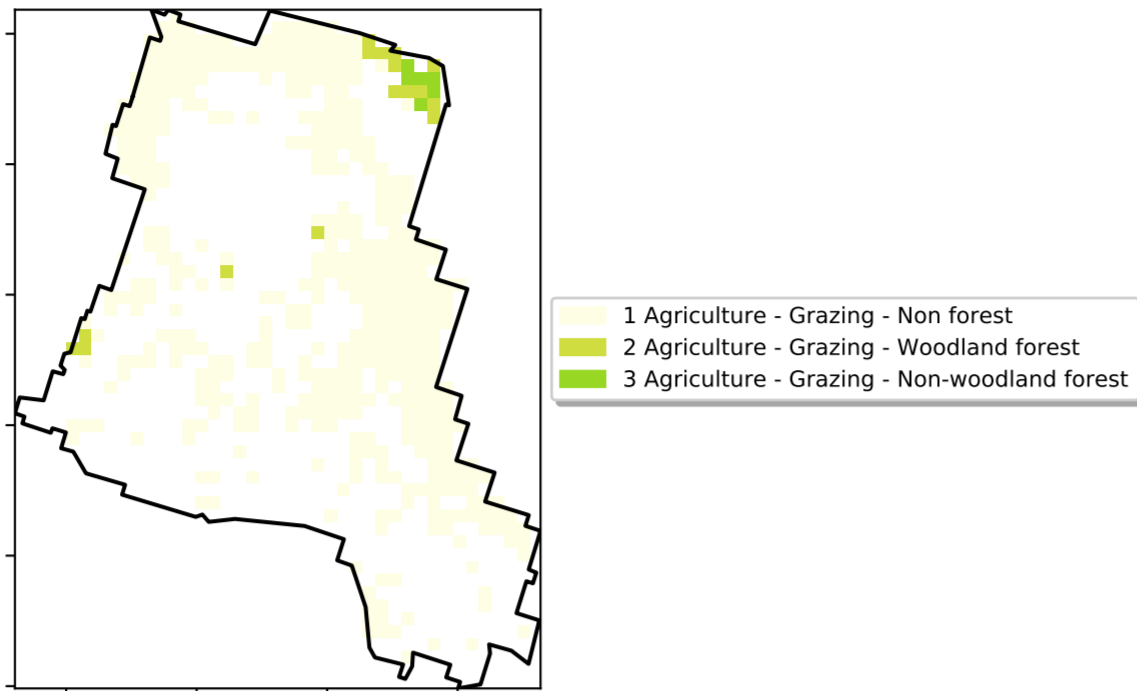 1 Agriculture - Grazing - Non forest
2 Agriculture - Grazing - Woodland forest
3 Agriculture - Grazing - Non-woodland forest